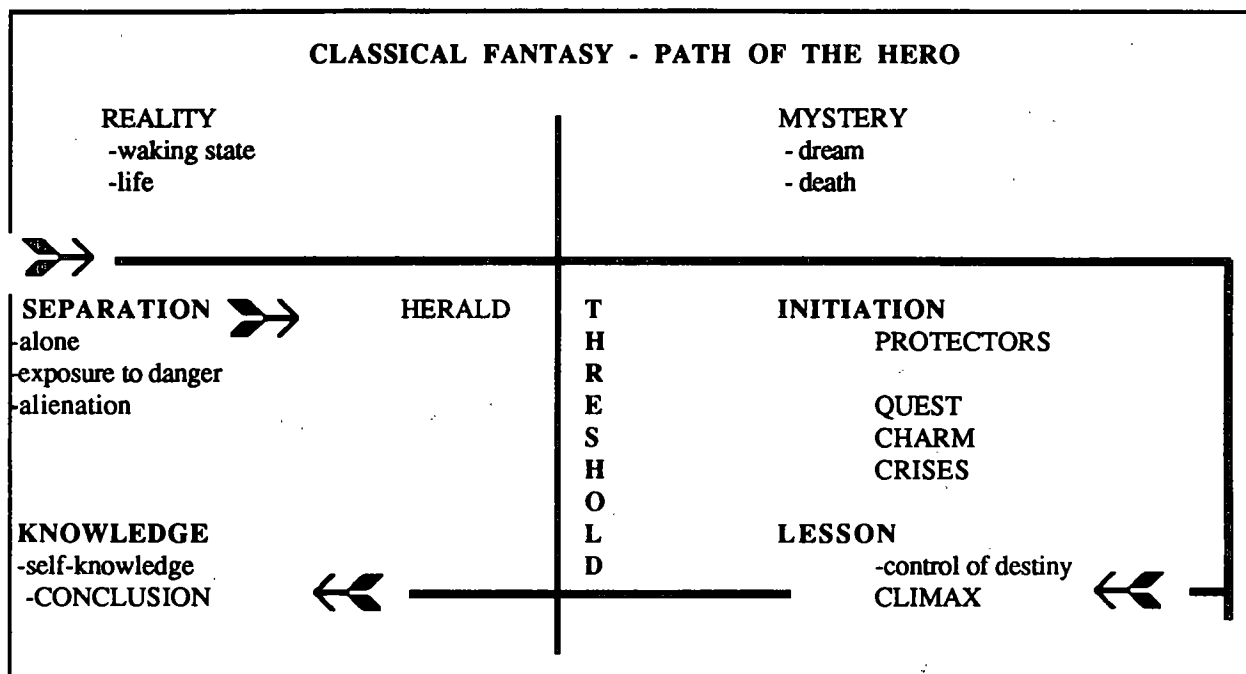 CLASSICAL FANTASY - PATH OF THE HERO
REALITY
-waking state
-life
MYSTERY
- dream
- death
SEPARATION
-alone
-exposure to danger
-alienation
HERALD
THRESHOLD
INITIATION
PROTECTORS
QUEST
CHARM
CRISES
LESSON
-control of destiny
CLIMAX
KNOWLEDGE
-self-knowledge
-CONCLUSION